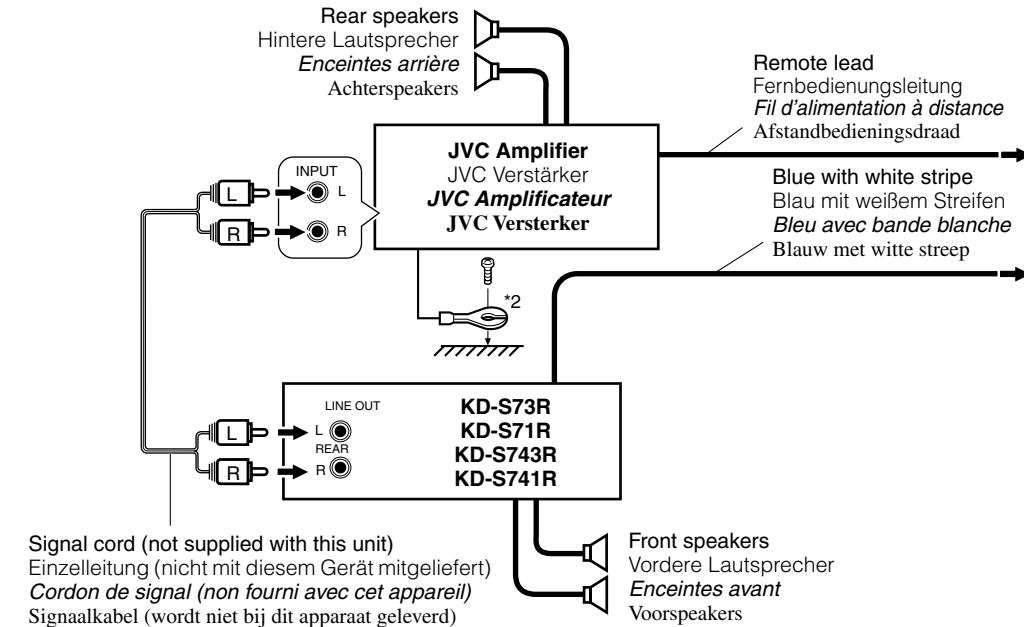 Rear speakers
Hintere Lautsprecher
Enceintes arrière
Achterspeakers
Remote lead
Fernbedienungsleitung
Fil d'alimentation à distance
Afstandbedieningsdraad
JVC Amplifier
JVC Verstärker
JVC Amplificateur
JVC Versterker
INPUT
L
R
L
R
Blue with white stripe
Blau mit weißem Streifen
Bleu avec bande blanche
Blauw met witte streep
*2
LINE OUT
L
REAR
R
L
R
KD-S73R
KD-S71R
KD-S743R
KD-S741R
Signal cord (not supplied with this unit)
Einzelleitung (nicht mit diesem Gerät mitgeliefert)
Cordon de signal (non fourni avec cet appareil)
Signaalkabel (wordt niet bij dit apparaat geleverd)
Front speakers
Vordere Lautsprecher
Enceintes avant
Voorspeakers